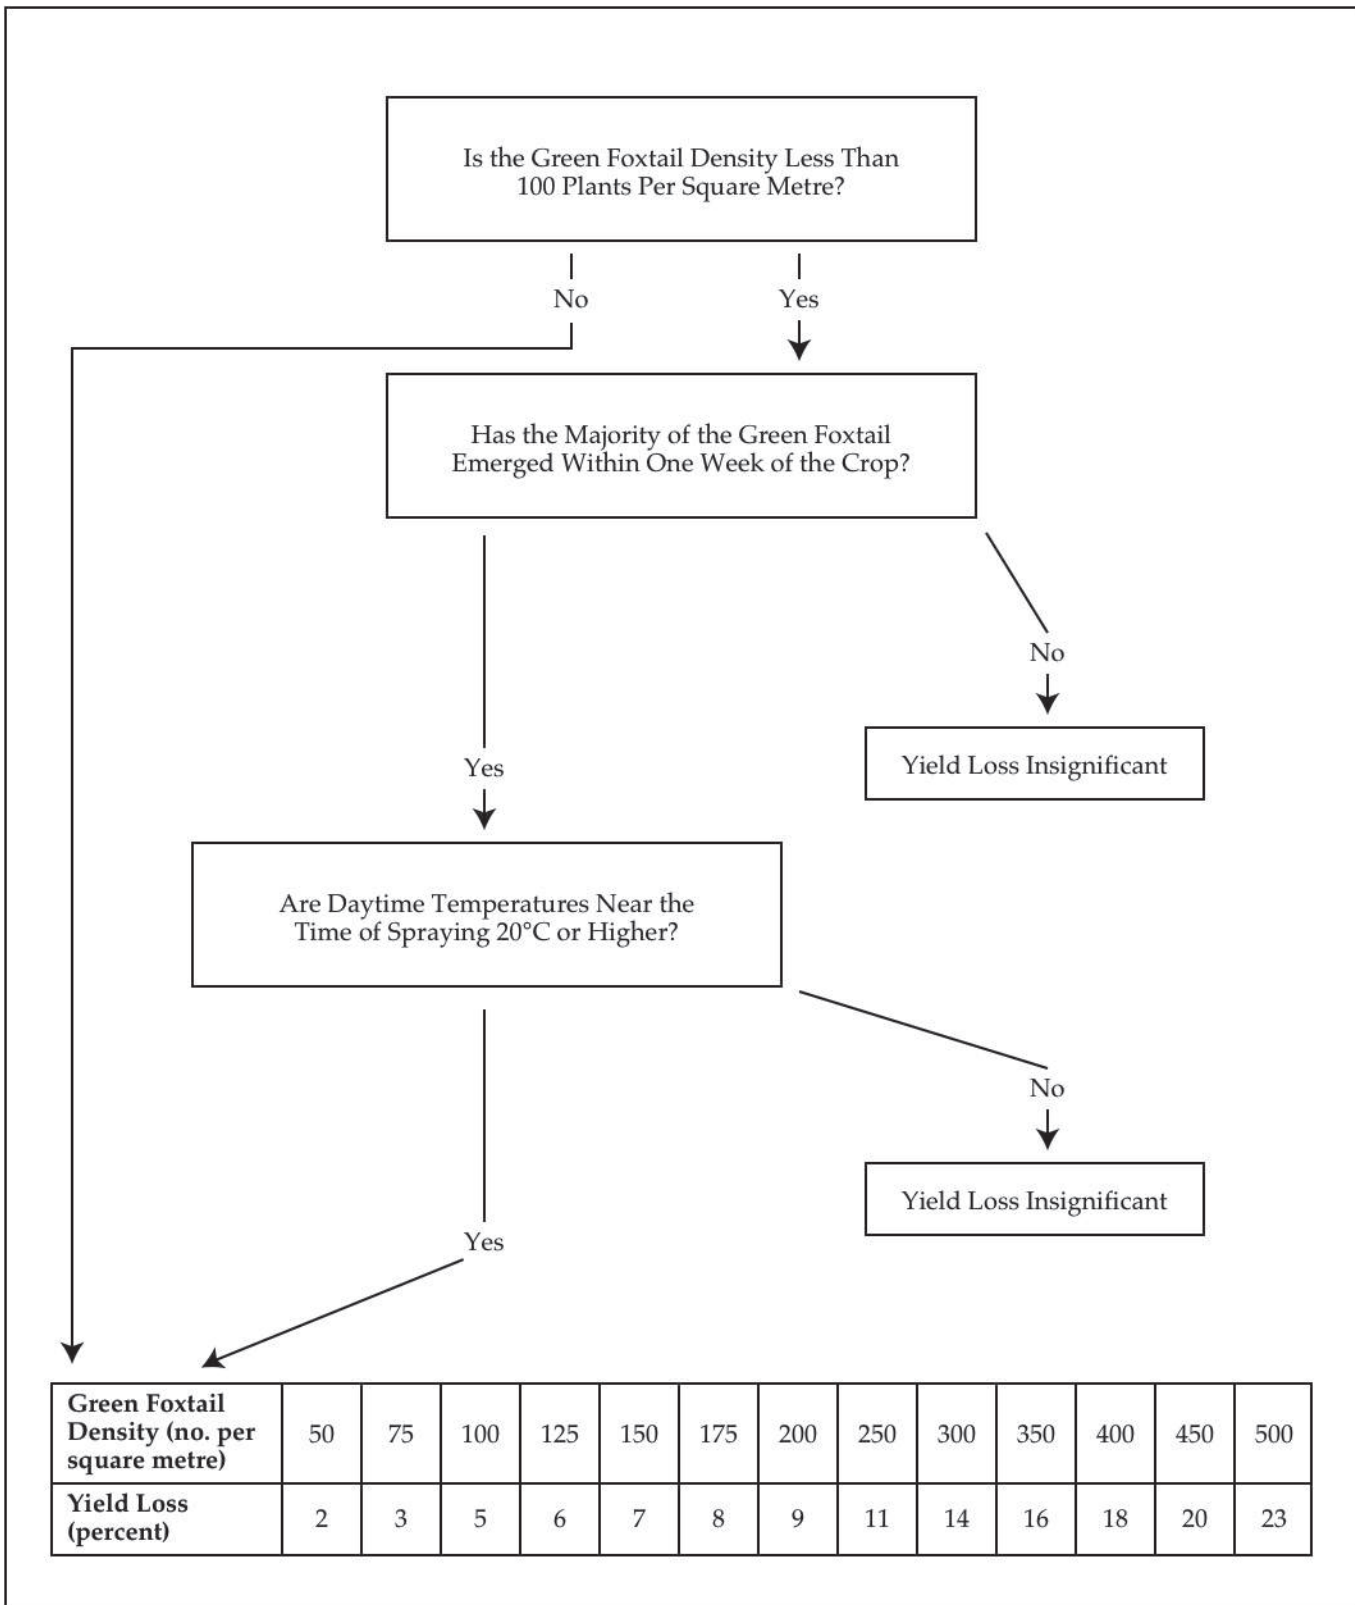 Is the Green Foxtail Density Less Than
100 Plants Per Square Metre?
No
Yes
Has the Majority of the Green Foxtail
Emerged Within One Week of the Crop?
No
Yield Loss Insignificant
Yes
Are Daytime Temperatures Near the
Time of Spraying 20°C or Higher?
No
Yield Loss Insignificant
Yes
Green Foxtail
Density (no. per
square metre)
50 75 100 125 150 175 200 250 300 350 400 450 500
Yield Loss
(percent)
2 3 5 6 7 8 9 11 14 16 18 20 23